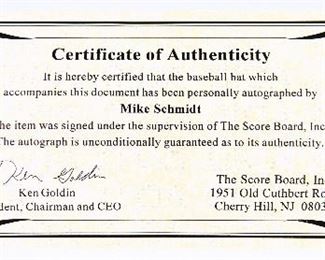 Certificate of Authenticity
It is hereby certified that the baseball hat which
accompanies this document has been personally autographed by
Mike Schmidt
he item was signed under the supervision of The Score Board, Inc
The autograph is unconditionally guaranteed as to its authenticity.
Ken Goldin
Ken Goldin
dent, Chairman and CEO
The Score Board, In
1951 Old Cuthbert Ro
Cherry Hill, NJ 0803